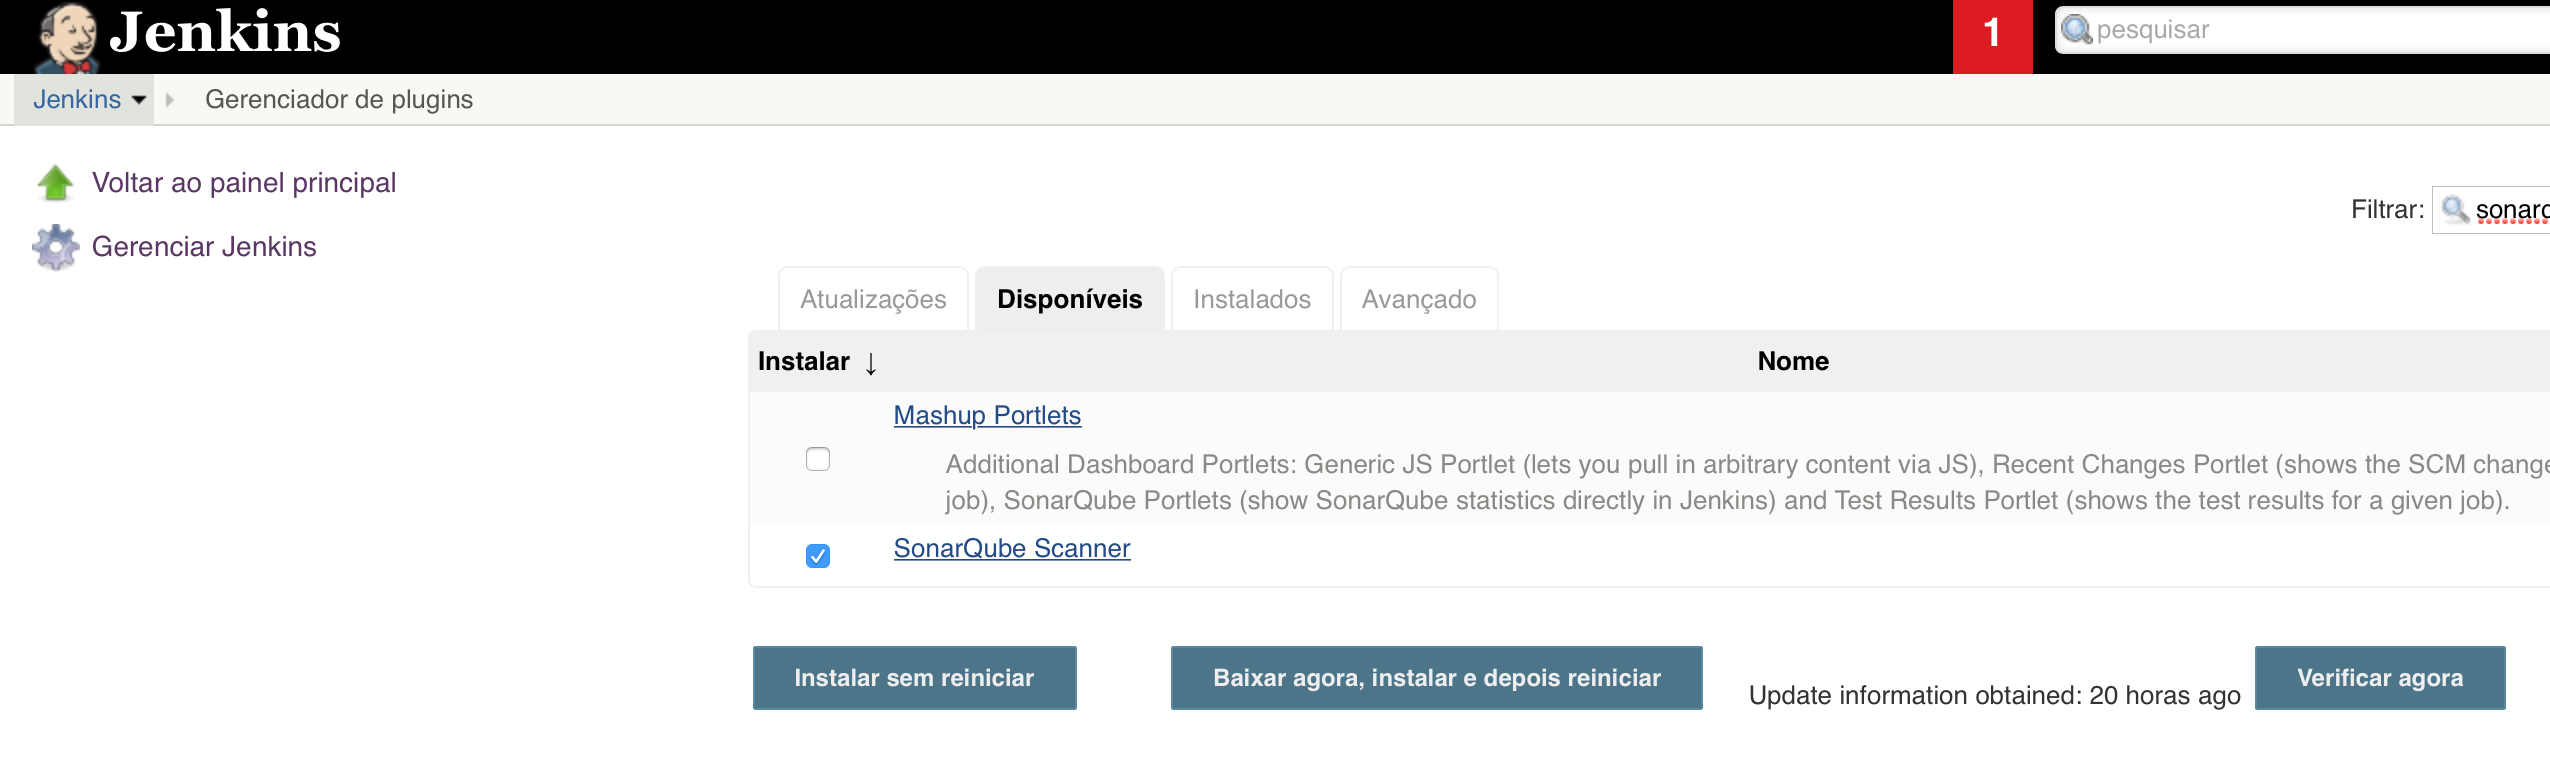 Jenkins
1
pesquisar
Jenkins
Gerenciador de plugins
Voltar ao painel principal
Gerenciar Jenkins
Filtrar:
Atualizações
Disponíveis
Instalados
Avançado
Instalar ↓
Nome
Mashup Portlets
Additional Dashboard Portlets: Generic JS Portlet (lets you pull in arbitrary content via JS), Recent Changes Portlet (shows the SCM change
job), SonarQube Portlets (show SonarQube statistics directly in Jenkins) and Test Results Portlet (shows the test results for a given job).
SonarQube Scanner
Instalar sem reiniciar
Baixar agora, instalar e depois reiniciar
Update information obtained: 20 horas ago
Verificar agora